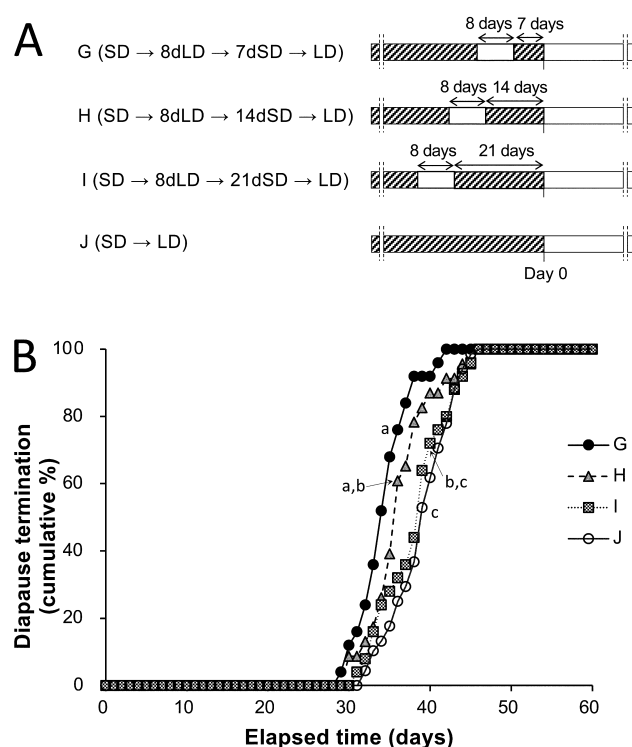 A
8 days 7 days
G (SD → 8dLD → 7dSD → LD)
8 days 14 days
H (SD → 8dLD → 14dSD → LD)
8 days 21 days
I (SD → 8dLD → 21dSD → LD)
J (SD → LD)
Day 0
B
100
80
60
40
20
0
Diapause termination
(cumulative %)
a
a,b
b,c
c
G
H
I
J
0 10 20 30 40 50 60
Elapsed time (days)